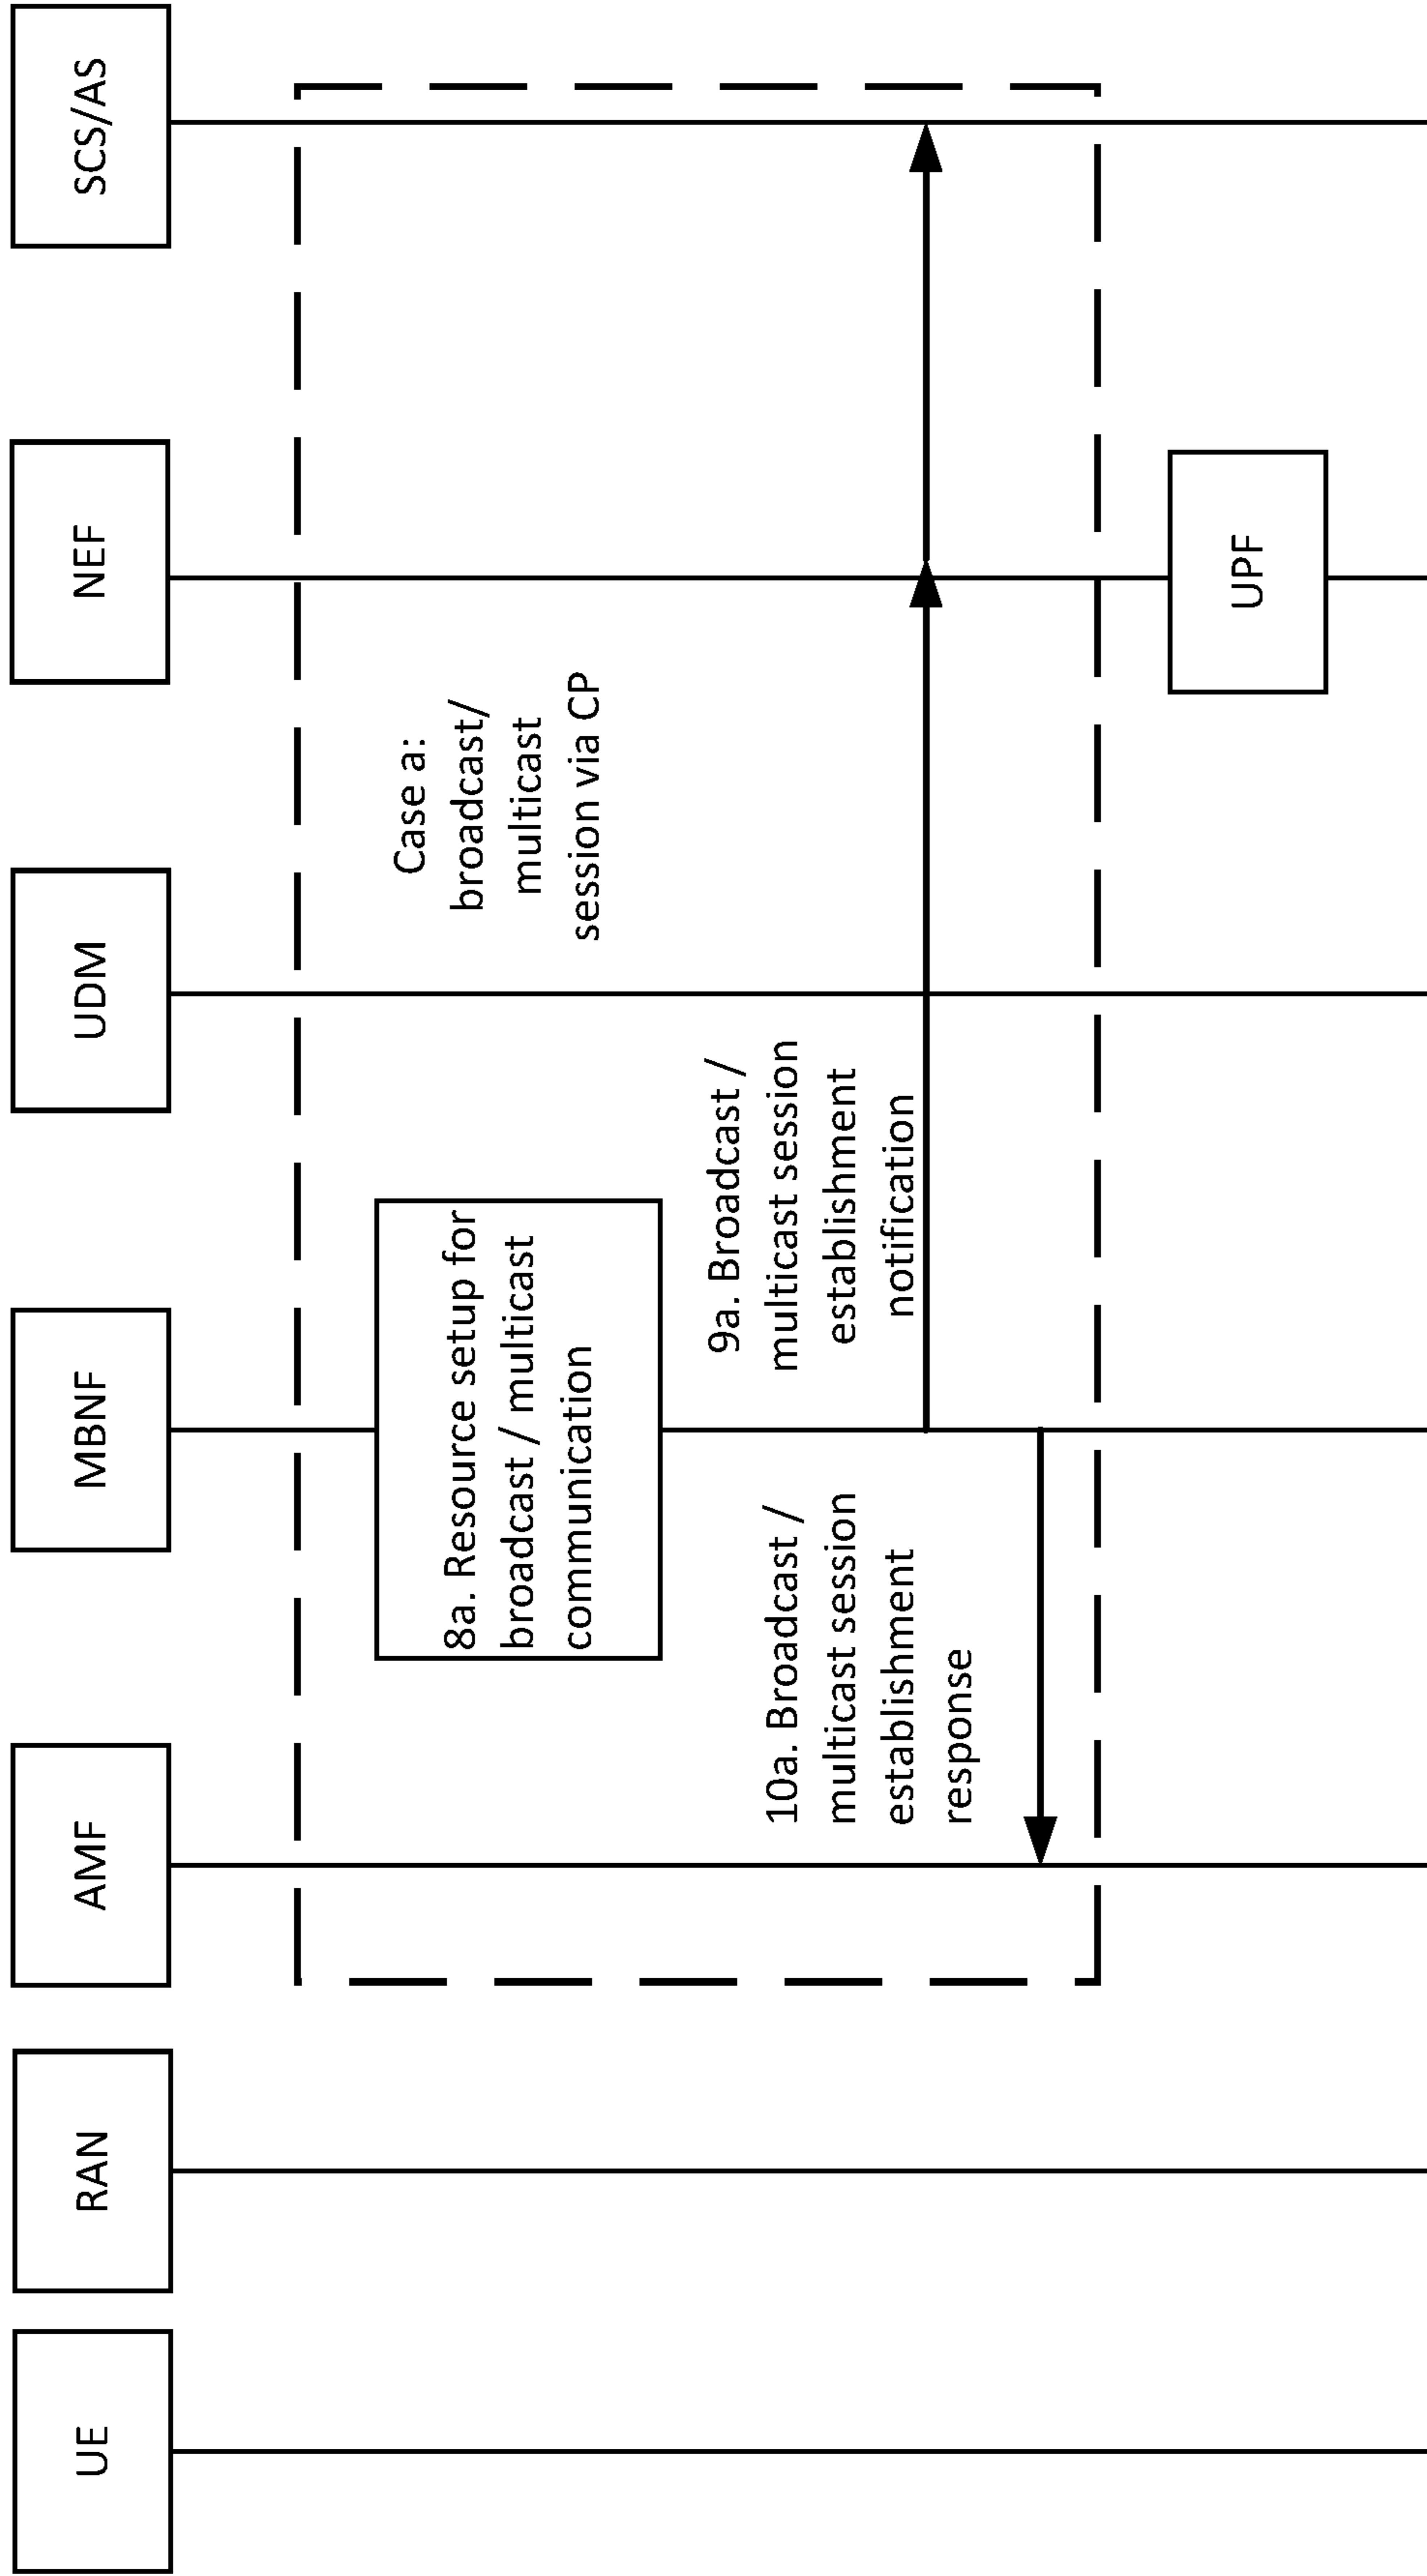 UE
RAN
AMF
MBNF
UDM
NEF
SCS/AS
Case a:
broadcast/
multicast
session via CP
8a. Resource setup for
broadcast / multicast
communication
9a. Broadcast /
multicast session
establishment
notification
10a. Broadcast /
multicast session
establishment
response
UPF